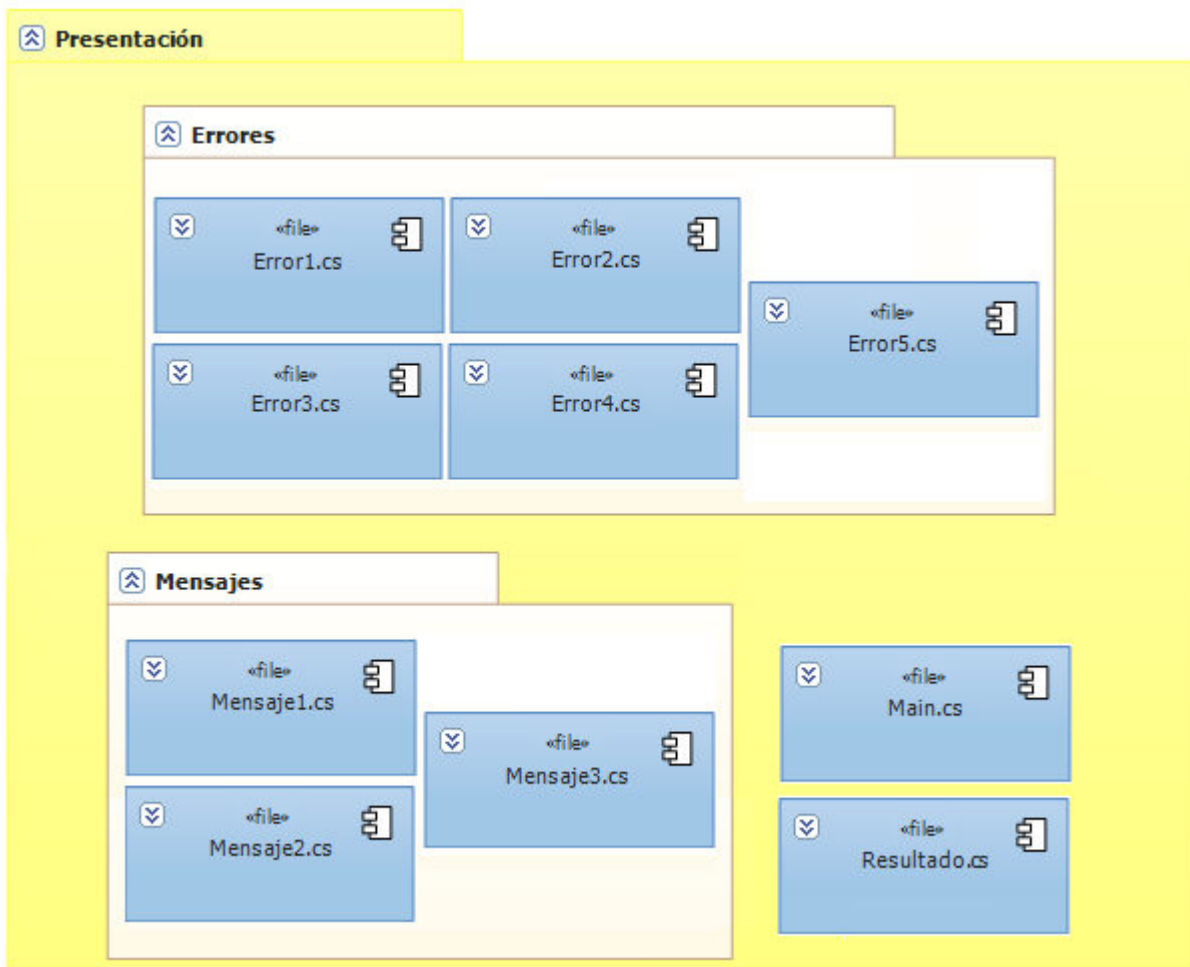 Presentación
Errores
«file»
Error1.cs
«file»
Error2.cs
«file»
Error5.cs
«file»
Error3.cs
«file»
Error4.cs
Mensajes
«file»
Mensaje1.cs
«file»
Mensaje3.cs
«file»
Mensaje2.cs
«file»
Main.cs
«file»
Resultado.cs